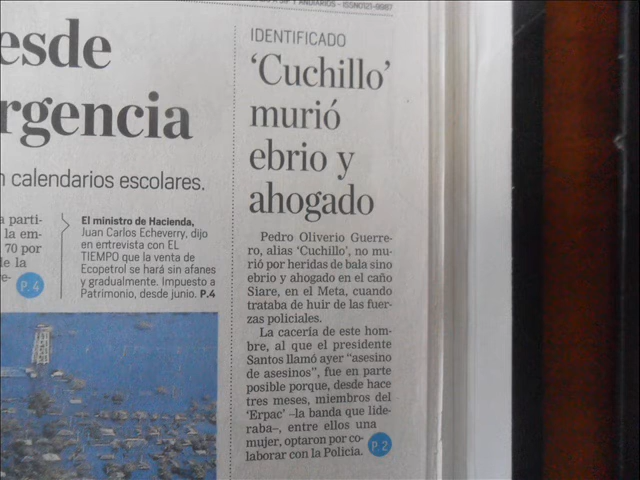 Y ANDIARIOS – ISSN0121-9987
esde
rgencia
n calendarios escolares.
a parti-
la em-
70 por
de la
e-
P.4
El ministro de Hacienda,
Juan Carlos Echeverry, dijo
en entrevista con EL
TIEMPO que la venta de
Ecopetrol se hará sin afanes
y gradualmente. Impuesto a
Patrimonio, desde junio. P.4
IDENTIFICADO
‘Cuchillo’
murió
ebrio y
ahogado
Pedro Oliverio Guerre-
ro, alias ‘Cuchillo’, no mu-
rió por heridas de bala sino
ebrio y ahogado en el caño
Siare, en el Meta, cuando
trataba de huir de las fuer-
zas policiales.
La cacería de este hom-
bre, al que el presidente
Santos llamó ayer “asesino
de asesinos”, fue en parte
posible porque, desde hace
tres meses, miembros del
‘Erpac’ –la banda que lide-
raba–, entre ellos una
mujer, optaron por co-
laborar con la Policía.
P.2